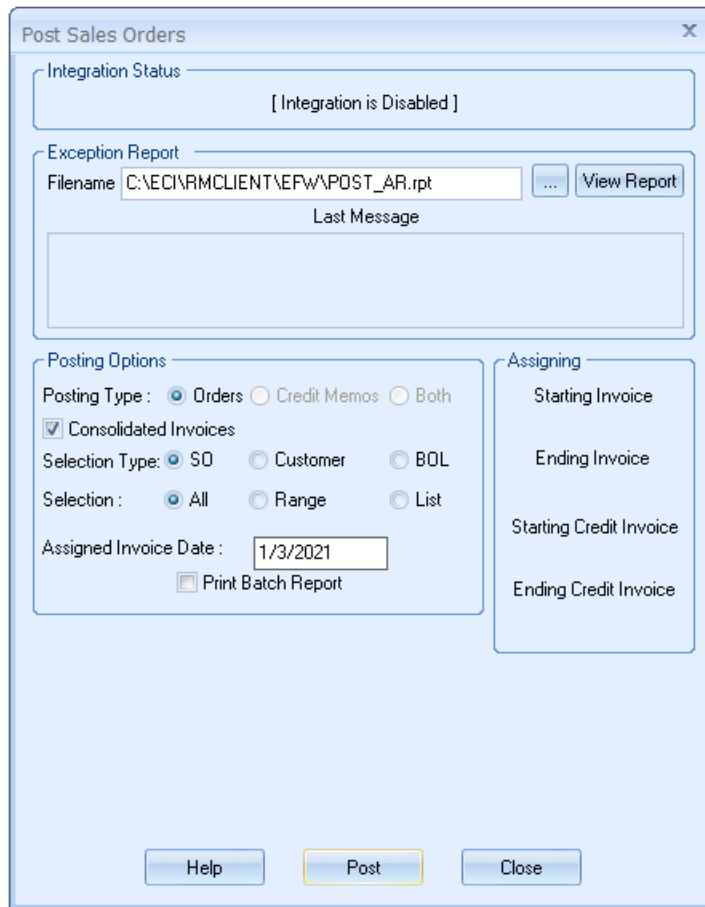 Post Sales Orders x
Integration Status
[ Integration is Disabled ]
Exception Report
Filename C:\ECI\RMCLIENT\EFW\POST_AR.rpt ... View Report
Last Message
Posting Options
Posting Type : Orders Credit Memos Both
Consolidated Invoices
Selection Type: SO Customer BOL
Selection : All Range List
Assigned Invoice Date : 1/3/2021
Print Batch Report
Assigning
Starting Invoice
Ending Invoice
Starting Credit Invoice
Ending Credit Invoice
Help Post Close